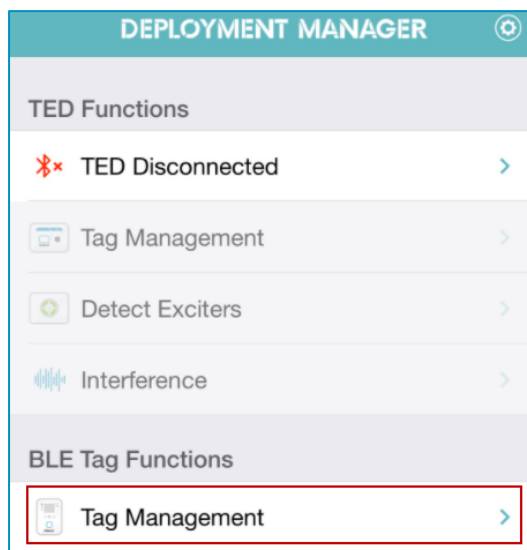 DEPLOYMENT MANAGER
TED Functions
TED Disconnected
Tag Management
Detect Exciters
Interference
BLE Tag Functions
Tag Management